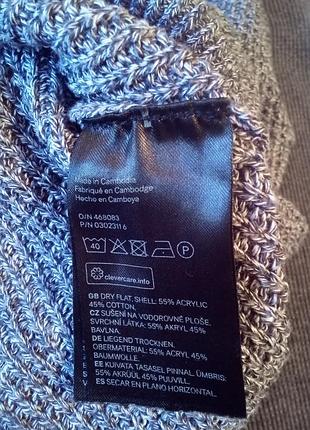 Made in Cambodia
Fabriqué en Cambodge
Hecho en Camboya
O/N 468083
P/N 0302311 6
40 P
clevercare.info
GB DRY FLAT, SHELL: 55% ACRYLIC
45% COTTON,
CZ SUŠENÍ NA VODOROVNÉ PLOŠE,
SVRCHNÍ LÁTKA: 55% AKRYL 45%
BAVLNA.
DE LIEGEND TROCKNEN.
OBERMATERIAL: 55% ACRYL 45%
BAUMWOLLE.
EE KUIVATA TASASEL PINNAL. ÜMBRIS:
55% AKRÜÜL 45% PUUVILL.
ES SECAR EN PLANO HORIZONTAL.